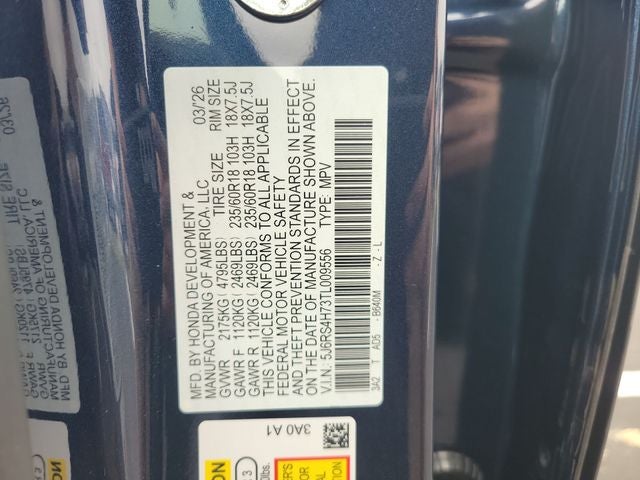 MFD. BY HONDA DEVELOPMENT & 03/26
MANUFACTURING OF AMERICA, LLC
TIRE SIZE RIM SIZE
GVWR 2175KG( 4795LBS)
GAWR F 1120KG( 2469LBS) 235/60R18 103H 18X7.5J
GAWR R 1120KG( 2469LBS) 235/60R18 103H 18X7.5J
THIS VEHICLE CONFORMS TO ALL APPLICABLE
FEDERAL MOTOR VEHICLE SAFETY
AND THEFT PREVENTION STANDARDS IN EFFECT
ON THE DATE OF MANUFACTURE SHOWN ABOVE.
V.I.N.: 5J6RS4H73TL009556 TYPE: MPV
3A2 T AD5 B640M - Z - L
3A0 A1